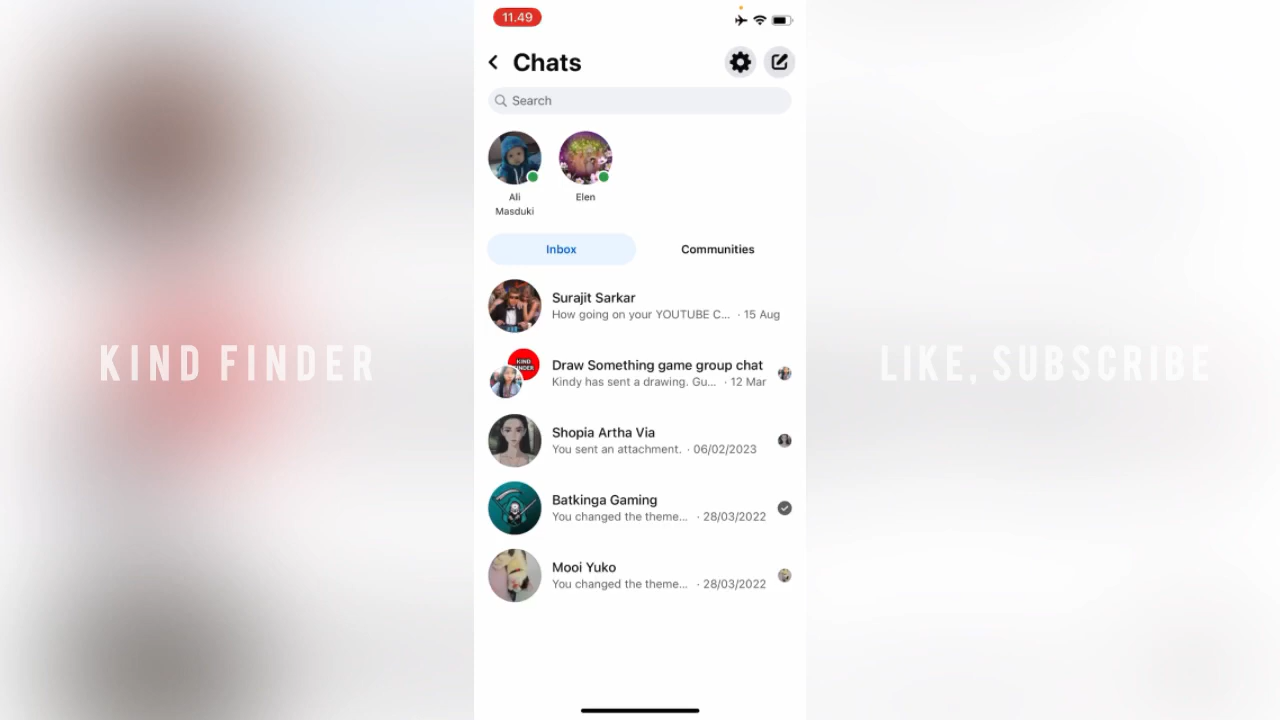 11.49
Chats
Search
Ali
Masduki
Elen
Inbox
Communities
Surajit Sarkar
How going on your YOUTUBE C... · 15 Aug
KIND FINDER
Draw Something game group chat
Kindy has sent a drawing. Gu... · 12 Mar
Shopia Artha Via
You sent an attachment. · 06/02/2023
Batkinga Gaming
You changed the theme... · 28/03/2022
Mooi Yuko
You changed the theme... · 28/03/2022
KIND FINDER
LIKE, SUBSCRIBE